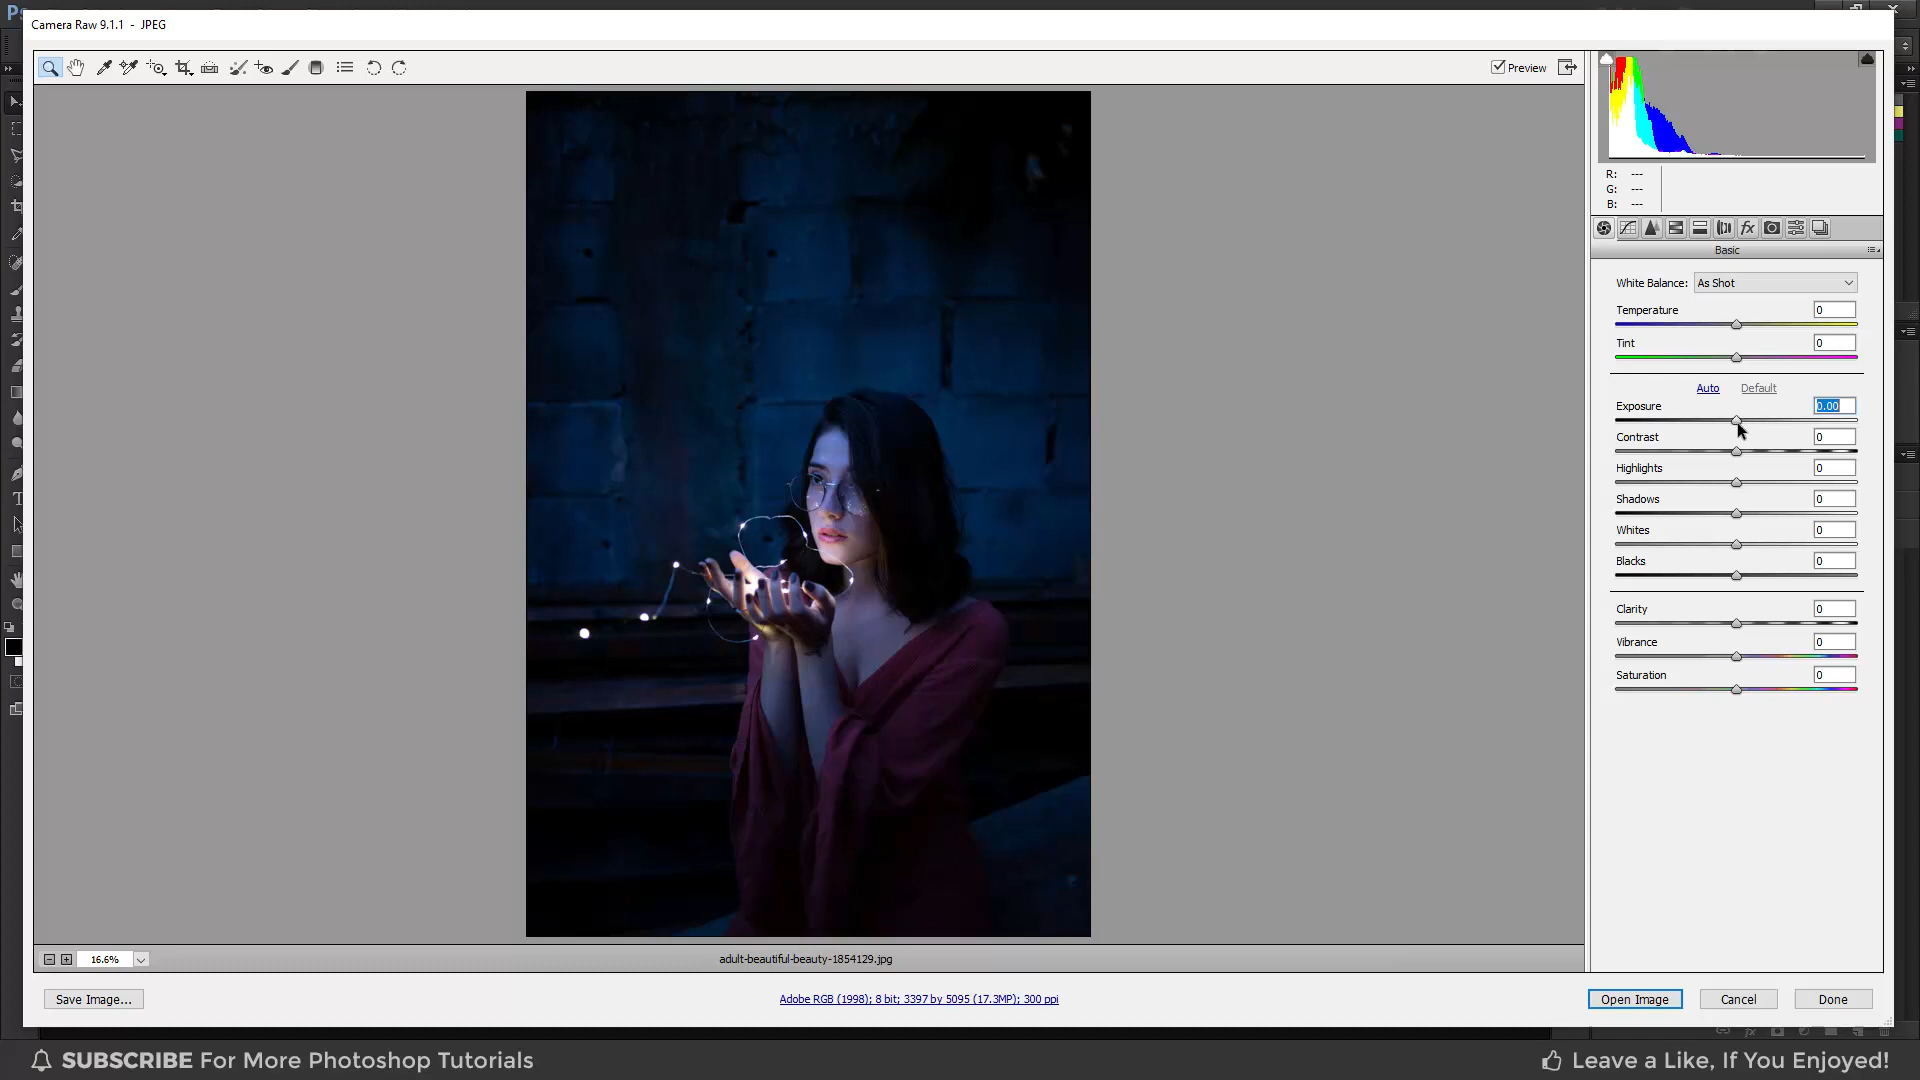 Ps
Camera Raw 9.1.1 - JPEG
Preview
R: ---
G: ---
B: ---
fx
Basic
White Balance: As Shot
Temperature 0
Tint 0
Auto Default
Exposure 0.00
Contrast 0
Highlights 0
Shadows 0
Whites 0
Blacks 0
Clarity 0
Vibrance 0
Saturation 0
16.6%
adult-beautiful-beauty-1854129.jpg
Save Image...
Adobe RGB (1998); 8 bit; 3397 by 5095 (17.3MP); 300 ppi
Open Image
Cancel
Done
SUBSCRIBE For More Photoshop Tutorials
Leave a Like, If You Enjoyed!